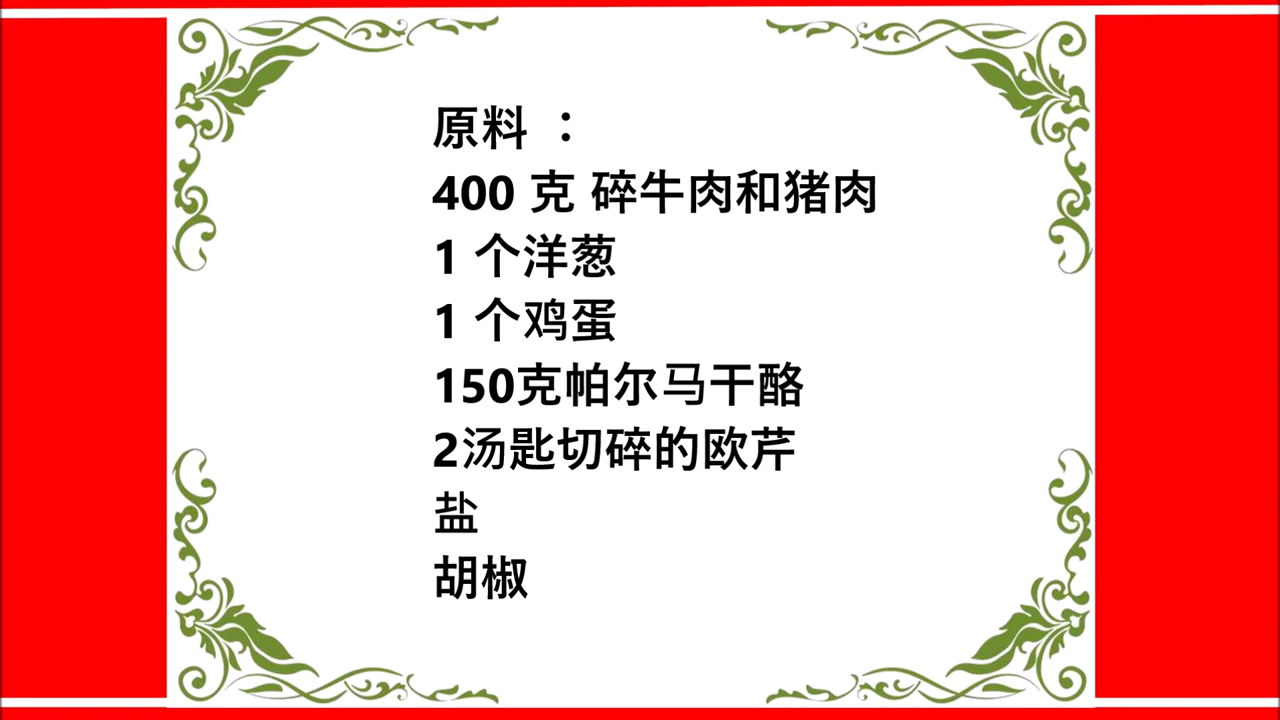 原料 ：
400 克 碎牛肉和猪肉
1 个洋葱
1 个鸡蛋
150克帕尔马干酪
2汤匙切碎的欧芹
盐
胡椒